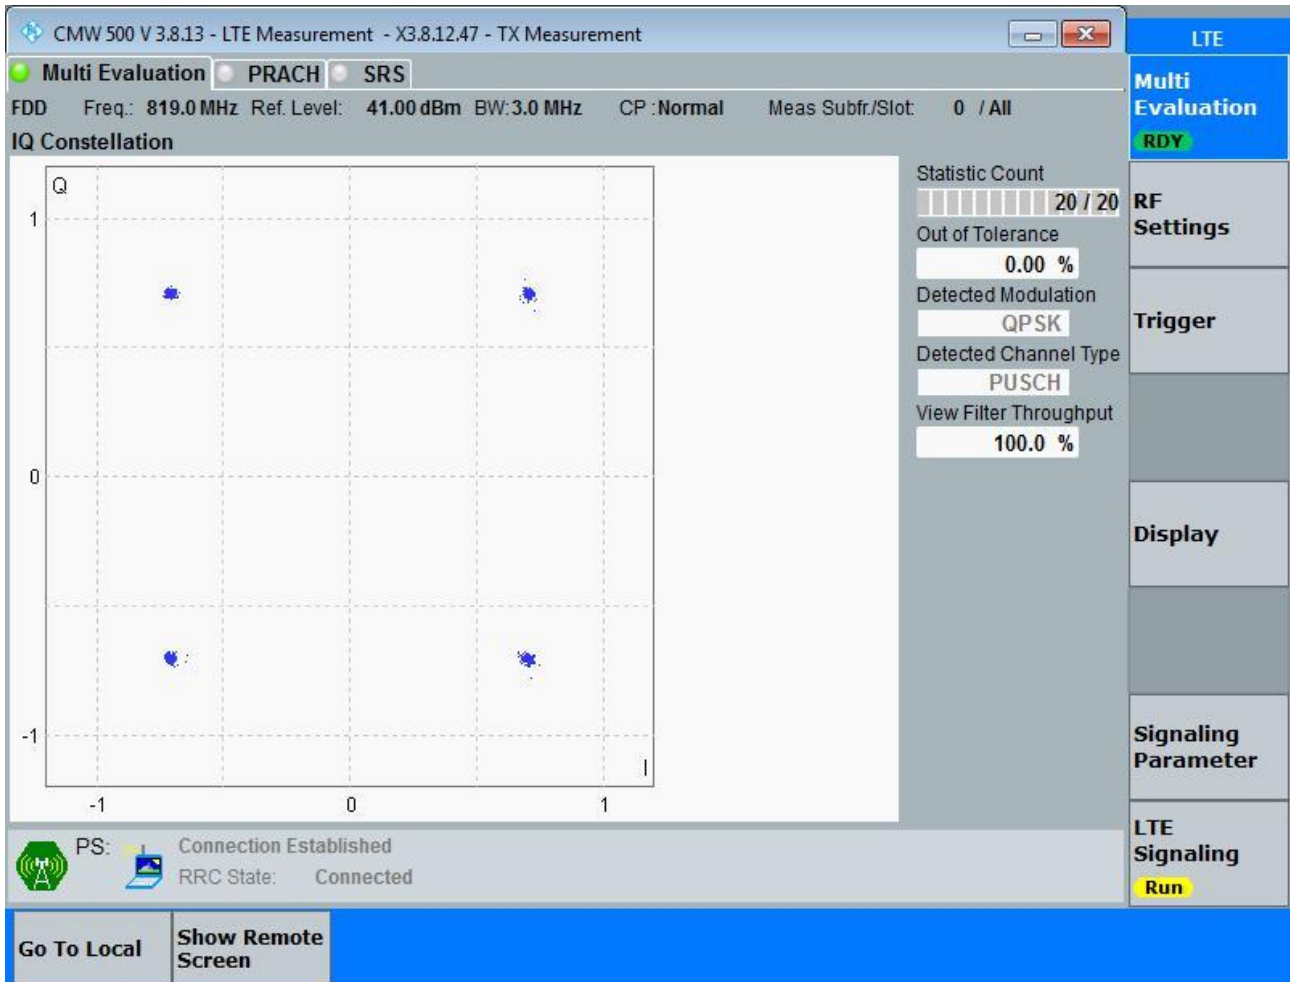 CMW 500 V 3.8.13 - LTE Measurement - X3.8.12.47 - TX Measurement
LTE
Multi Evaluation PRACH SRS
FDD Freq.: 819.0 MHz Ref. Level: 41.00 dBm BW: 3.0 MHz CP : Normal Meas Subfr./Slot: 0 / All
IQ Constellation
Q
1
0
-1
I
-1 0 1
Statistic Count
20 / 20
Out of Tolerance
0.00 %
Detected Modulation
QPSK
Detected Channel Type
PUSCH
View Filter Throughput
100.0 %
Multi
Evaluation
RDY
RF
Settings
Trigger
Display
Signaling
Parameter
LTE
Signaling
Run
PS: Connection Established
RRC State: Connected
Go To Local
Show Remote
Screen